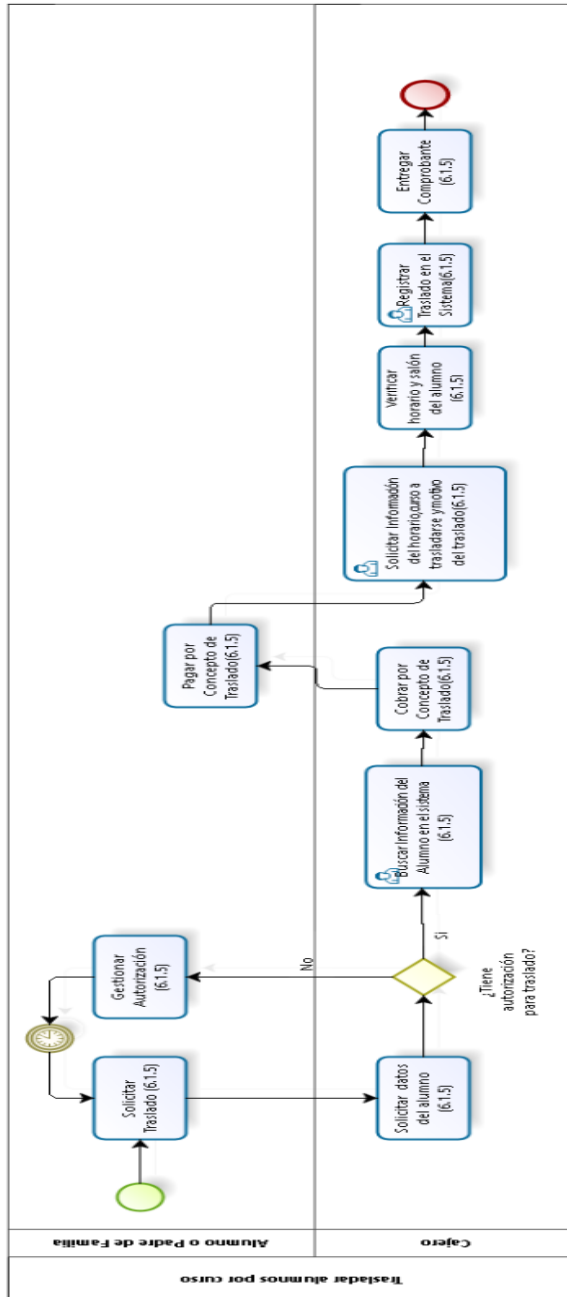 Trasladar alumnos por curso
Alumno o Padre de Familia
Cajero
Solicitar
Traslado (6.1.5)
Gestionar
Autorización
(6.1.5)
Solicitar datos
del alumno
(6.1.5)
¿Tiene
autorización
para traslado?
No
Si
Buscar Información del
Alumno en el sistema
(6.1.5)
Cobrar por
Concepto de
Traslado(6.1.5)
Pagar por
Concepto de
Traslado(6.1.5)
Solicitar Información
del horario,curso a
trasladarse y motivo
del traslado(6.1.5)
Verificar
horario y salón
del alumno
(6.1.5)
Registrar
Traslado en el
Sistema(6.1.5)
Entregar
Comprobante
(6.1.5)